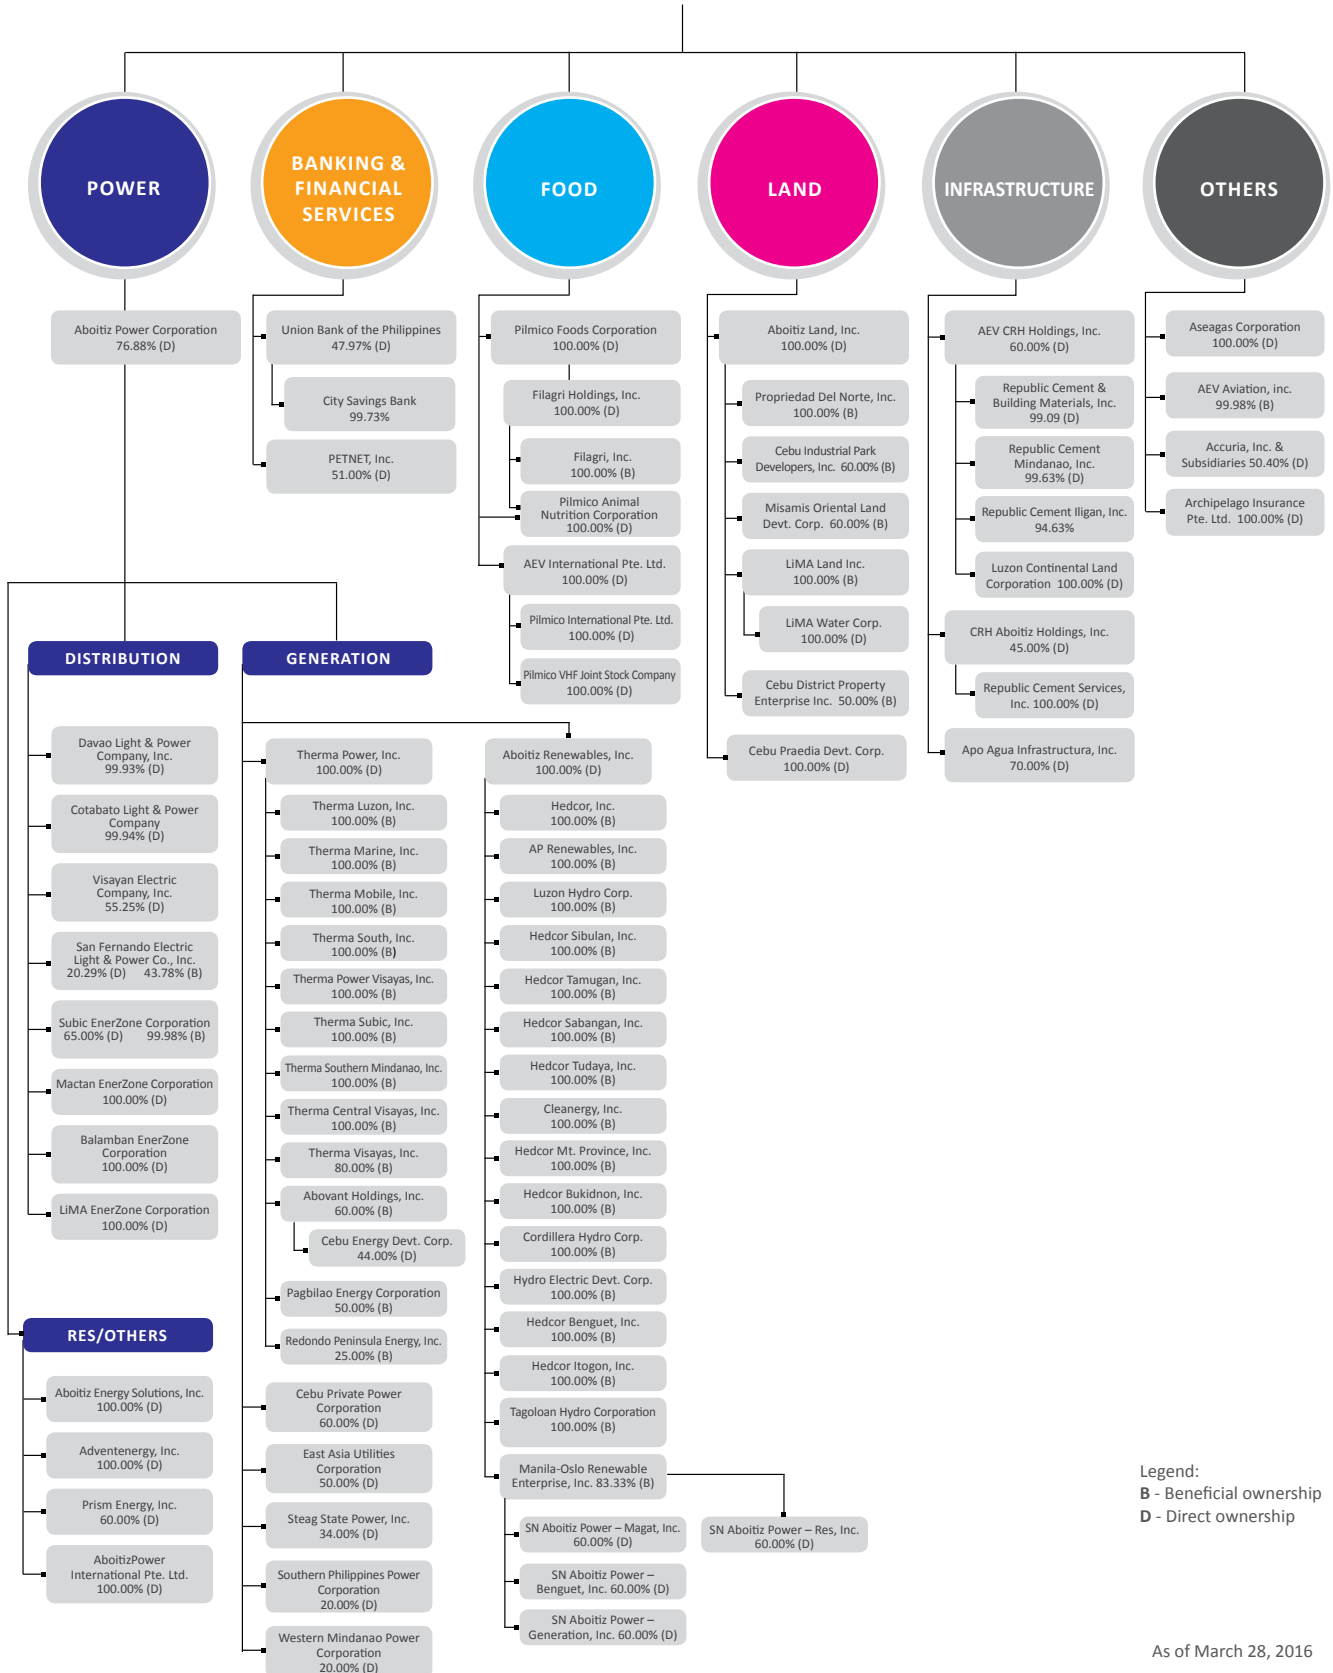 POWER
BANKING &
FINANCIAL
SERVICES
FOOD
LAND
INFRASTRUCTURE
OTHERS
Aboitiz Power Corporation
76.88% (D)
Union Bank of the Philippines
47.97% (D)
City Savings Bank
99.73%
PETNET, Inc.
51.00% (D)
Pilmico Foods Corporation
100.00% (D)
Filagri Holdings, Inc.
100.00% (D)
Filagri, Inc.
100.00% (B)
Pilmico Animal
Nutrition Corporation
100.00% (D)
AEV International Pte. Ltd.
100.00% (D)
Pilmico International Pte. Ltd.
100.00% (D)
Pilmico VHF Joint Stock Company
100.00% (D)
Aboitiz Land, Inc.
100.00% (D)
Propriedad Del Norte, Inc.
100.00% (B)
Cebu Industrial Park
Developers, Inc. 60.00% (B)
Misamis Oriental Land
Devt. Corp. 60.00% (B)
LiMA Land Inc.
100.00% (B)
LiMA Water Corp.
100.00% (D)
Cebu District Property
Enterprise Inc. 50.00% (B)
Cebu Praedia Devt. Corp.
100.00% (D)
AEV CRH Holdings, Inc.
60.00% (D)
Republic Cement &
Building Materials, Inc.
99.09 (D)
Republic Cement
Mindanao, Inc.
99.63% (D)
Republic Cement Iligan, Inc.
94.63%
Luzon Continental Land
Corporation 100.00% (D)
CRH Aboitiz Holdings, Inc.
45.00% (D)
Republic Cement Services,
Inc. 100.00% (D)
Apo Agua Infrastructura, Inc.
70.00% (D)
Aseagas Corporation
100.00% (D)
AEV Aviation, inc.
99.98% (B)
Accuria, Inc. &
Subsidiaries 50.40% (D)
Archipelago Insurance
Pte. Ltd. 100.00% (D)
DISTRIBUTION
Davao Light & Power
Company, Inc.
99.93% (D)
Cotabato Light & Power
Company
99.94% (D)
Visayan Electric
Company, Inc.
55.25% (D)
San Fernando Electric
Light & Power Co., Inc.
20.29% (D) 43.78% (B)
Subic EnerZone Corporation
65.00% (D) 99.98% (B)
Mactan EnerZone Corporation
100.00% (D)
Balamban EnerZone
Corporation
100.00% (D)
LiMA EnerZone Corporation
100.00% (D)
RES/OTHERS
Aboitiz Energy Solutions, Inc.
100.00% (D)
Adventenergy, Inc.
100.00% (D)
Prism Energy, Inc.
60.00% (D)
AboitizPower
International Pte. Ltd.
100.00% (D)
GENERATION
Therma Power, Inc.
100.00% (D)
Therma Luzon, Inc.
100.00% (B)
Therma Marine, Inc.
100.00% (B)
Therma Mobile, Inc.
100.00% (B)
Therma South, Inc.
100.00% (B)
Therma Power Visayas, Inc.
100.00% (B)
Therma Subic, Inc.
100.00% (B)
Therma Southern Mindanao, Inc.
100.00% (B)
Therma Central Visayas, Inc.
100.00% (B)
Therma Visayas, Inc.
80.00% (B)
Abovant Holdings, Inc.
60.00% (B)
Cebu Energy Devt. Corp.
44.00% (D)
Pagbilao Energy Corporation
50.00% (B)
Redondo Peninsula Energy, Inc.
25.00% (B)
Cebu Private Power
Corporation
60.00% (D)
East Asia Utilities
Corporation
50.00% (D)
Steag State Power, Inc.
34.00% (D)
Southern Philippines Power
Corporation
20.00% (D)
Western Mindanao Power
Corporation
20.00% (D)
Aboitiz Renewables, Inc.
100.00% (D)
Hedcor, Inc.
100.00% (B)
AP Renewables, Inc.
100.00% (B)
Luzon Hydro Corp.
100.00% (B)
Hedcor Sibulan, Inc.
100.00% (B)
Hedcor Tamugan, Inc.
100.00% (B)
Hedcor Sabangan, Inc.
100.00% (B)
Hedcor Tudaya, Inc.
100.00% (B)
Cleanergy, Inc.
100.00% (B)
Hedcor Mt. Province, Inc.
100.00% (B)
Hedcor Bukidnon, Inc.
100.00% (B)
Cordillera Hydro Corp.
100.00% (B)
Hydro Electric Devt. Corp.
100.00% (B)
Hedcor Benguet, Inc.
100.00% (B)
Hedcor Itogon, Inc.
100.00% (B)
Tagoloan Hydro Corporation
100.00% (B)
Manila-Oslo Renewable
Enterprise, Inc. 83.33% (B)
SN Aboitiz Power – Magat, Inc.
60.00% (D)
SN Aboitiz Power –
Benguet, Inc. 60.00% (D)
SN Aboitiz Power –
Generation, Inc. 60.00% (D)
SN Aboitiz Power – Res, Inc.
60.00% (D)
Legend:
B - Beneficial ownership
D - Direct ownership
As of March 28, 2016